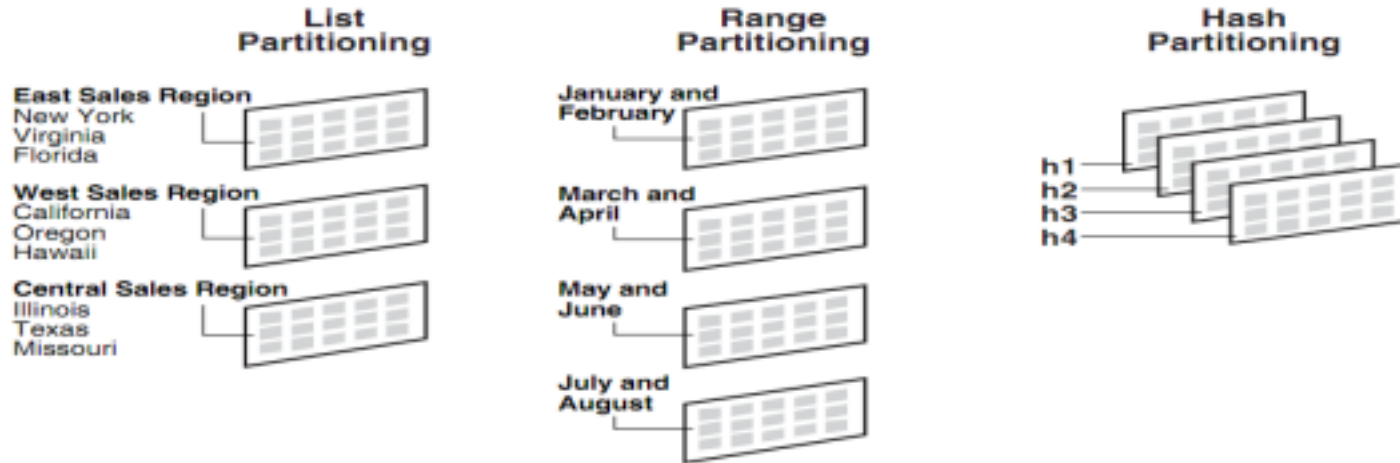 List
Partitioning
East Sales Region
New York
Virginia
Florida
West Sales Region
California
Oregon
Hawaii
Central Sales Region
Illinois
Texas
Missouri
Range
Partitioning
January and
February
March and
April
May and
June
July and
August
Hash
Partitioning
h1
h2
h3
h4